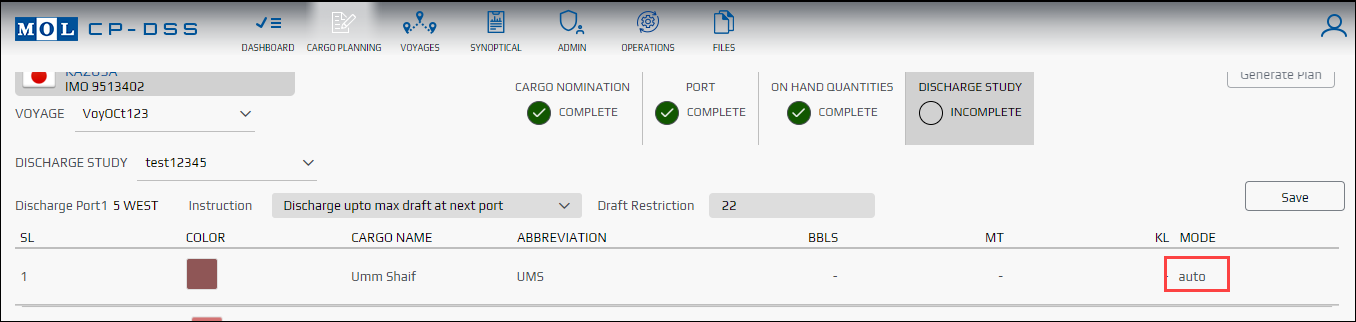 MOL CP-DSS
DASHBOARD CARGO PLANNING VOYAGES SYNOPTICAL ADMIN OPERATIONS FILES
KAZUSA
IMO 9513402
CARGO NOMINATION PORT ON HAND QUANTITIES DISCHARGE STUDY
COMPLETE COMPLETE COMPLETE INCOMPLETE
Generate Plan
VOYAGE VoyOCt123
DISCHARGE STUDY test12345
Save
Discharge Port1 5 WEST Instruction Discharge upto max draft at next port Draft Restriction 22
SL COLOR CARGO NAME ABBREVIATION BBLS MT KL MODE
1 Umm Shaif UMS - - - auto